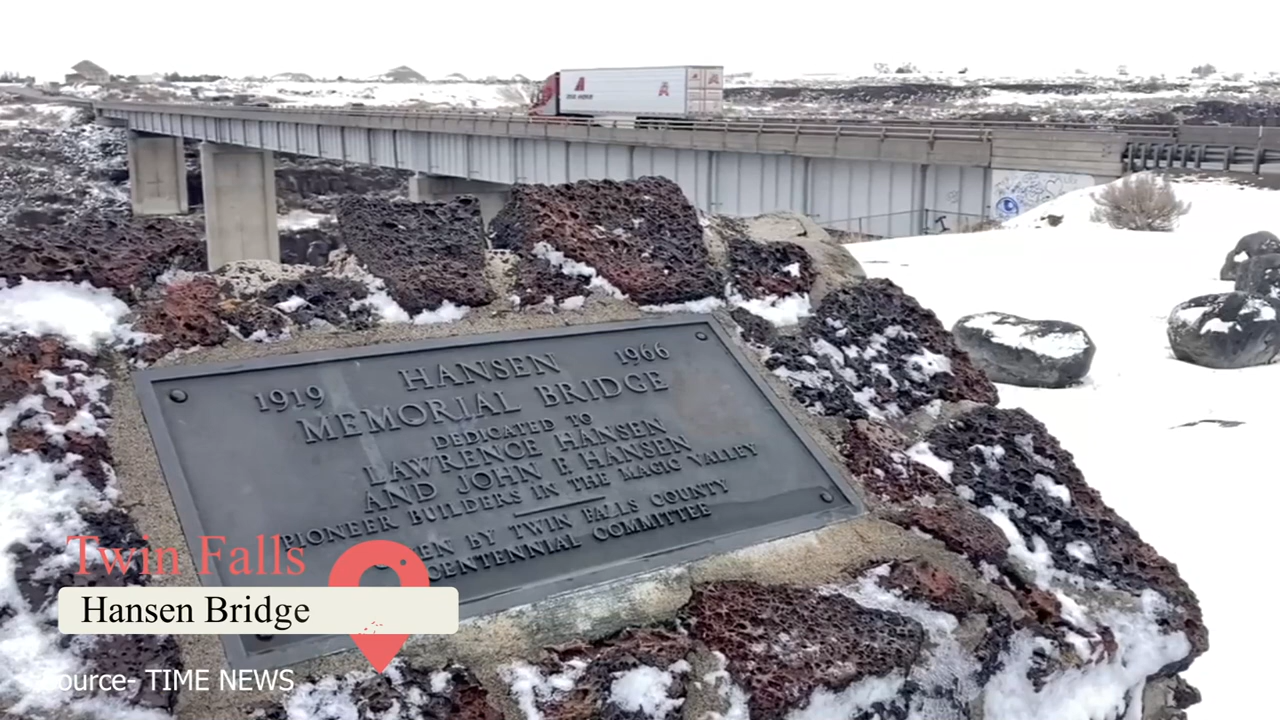 1919 HANSEN 1966
MEMORIAL BRIDGE
DEDICATED TO
LAWRENCE HANSEN
AND JOHN F. HANSEN
PIONEER BUILDERS IN THE MAGIC VALLEY
BY TWIN FALLS COUNTY
CENTENNIAL COMMITTEE
Twin Falls
Hansen Bridge
ource- TIME NEWS